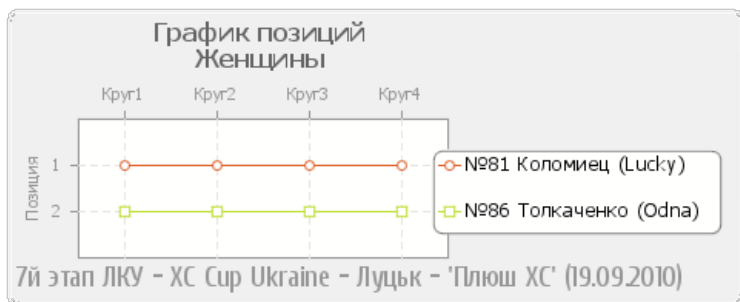 График позиций
Женщины
Круг1 Круг2 Круг3 Круг4
Позиция
1
2
№81 Коломиец (Lucky)
№86 Толкаченко (Odna)
7й этап ЛКУ - XC Cup Ukraine - Луцьк - 'Плюш XC' (19.09.2010)